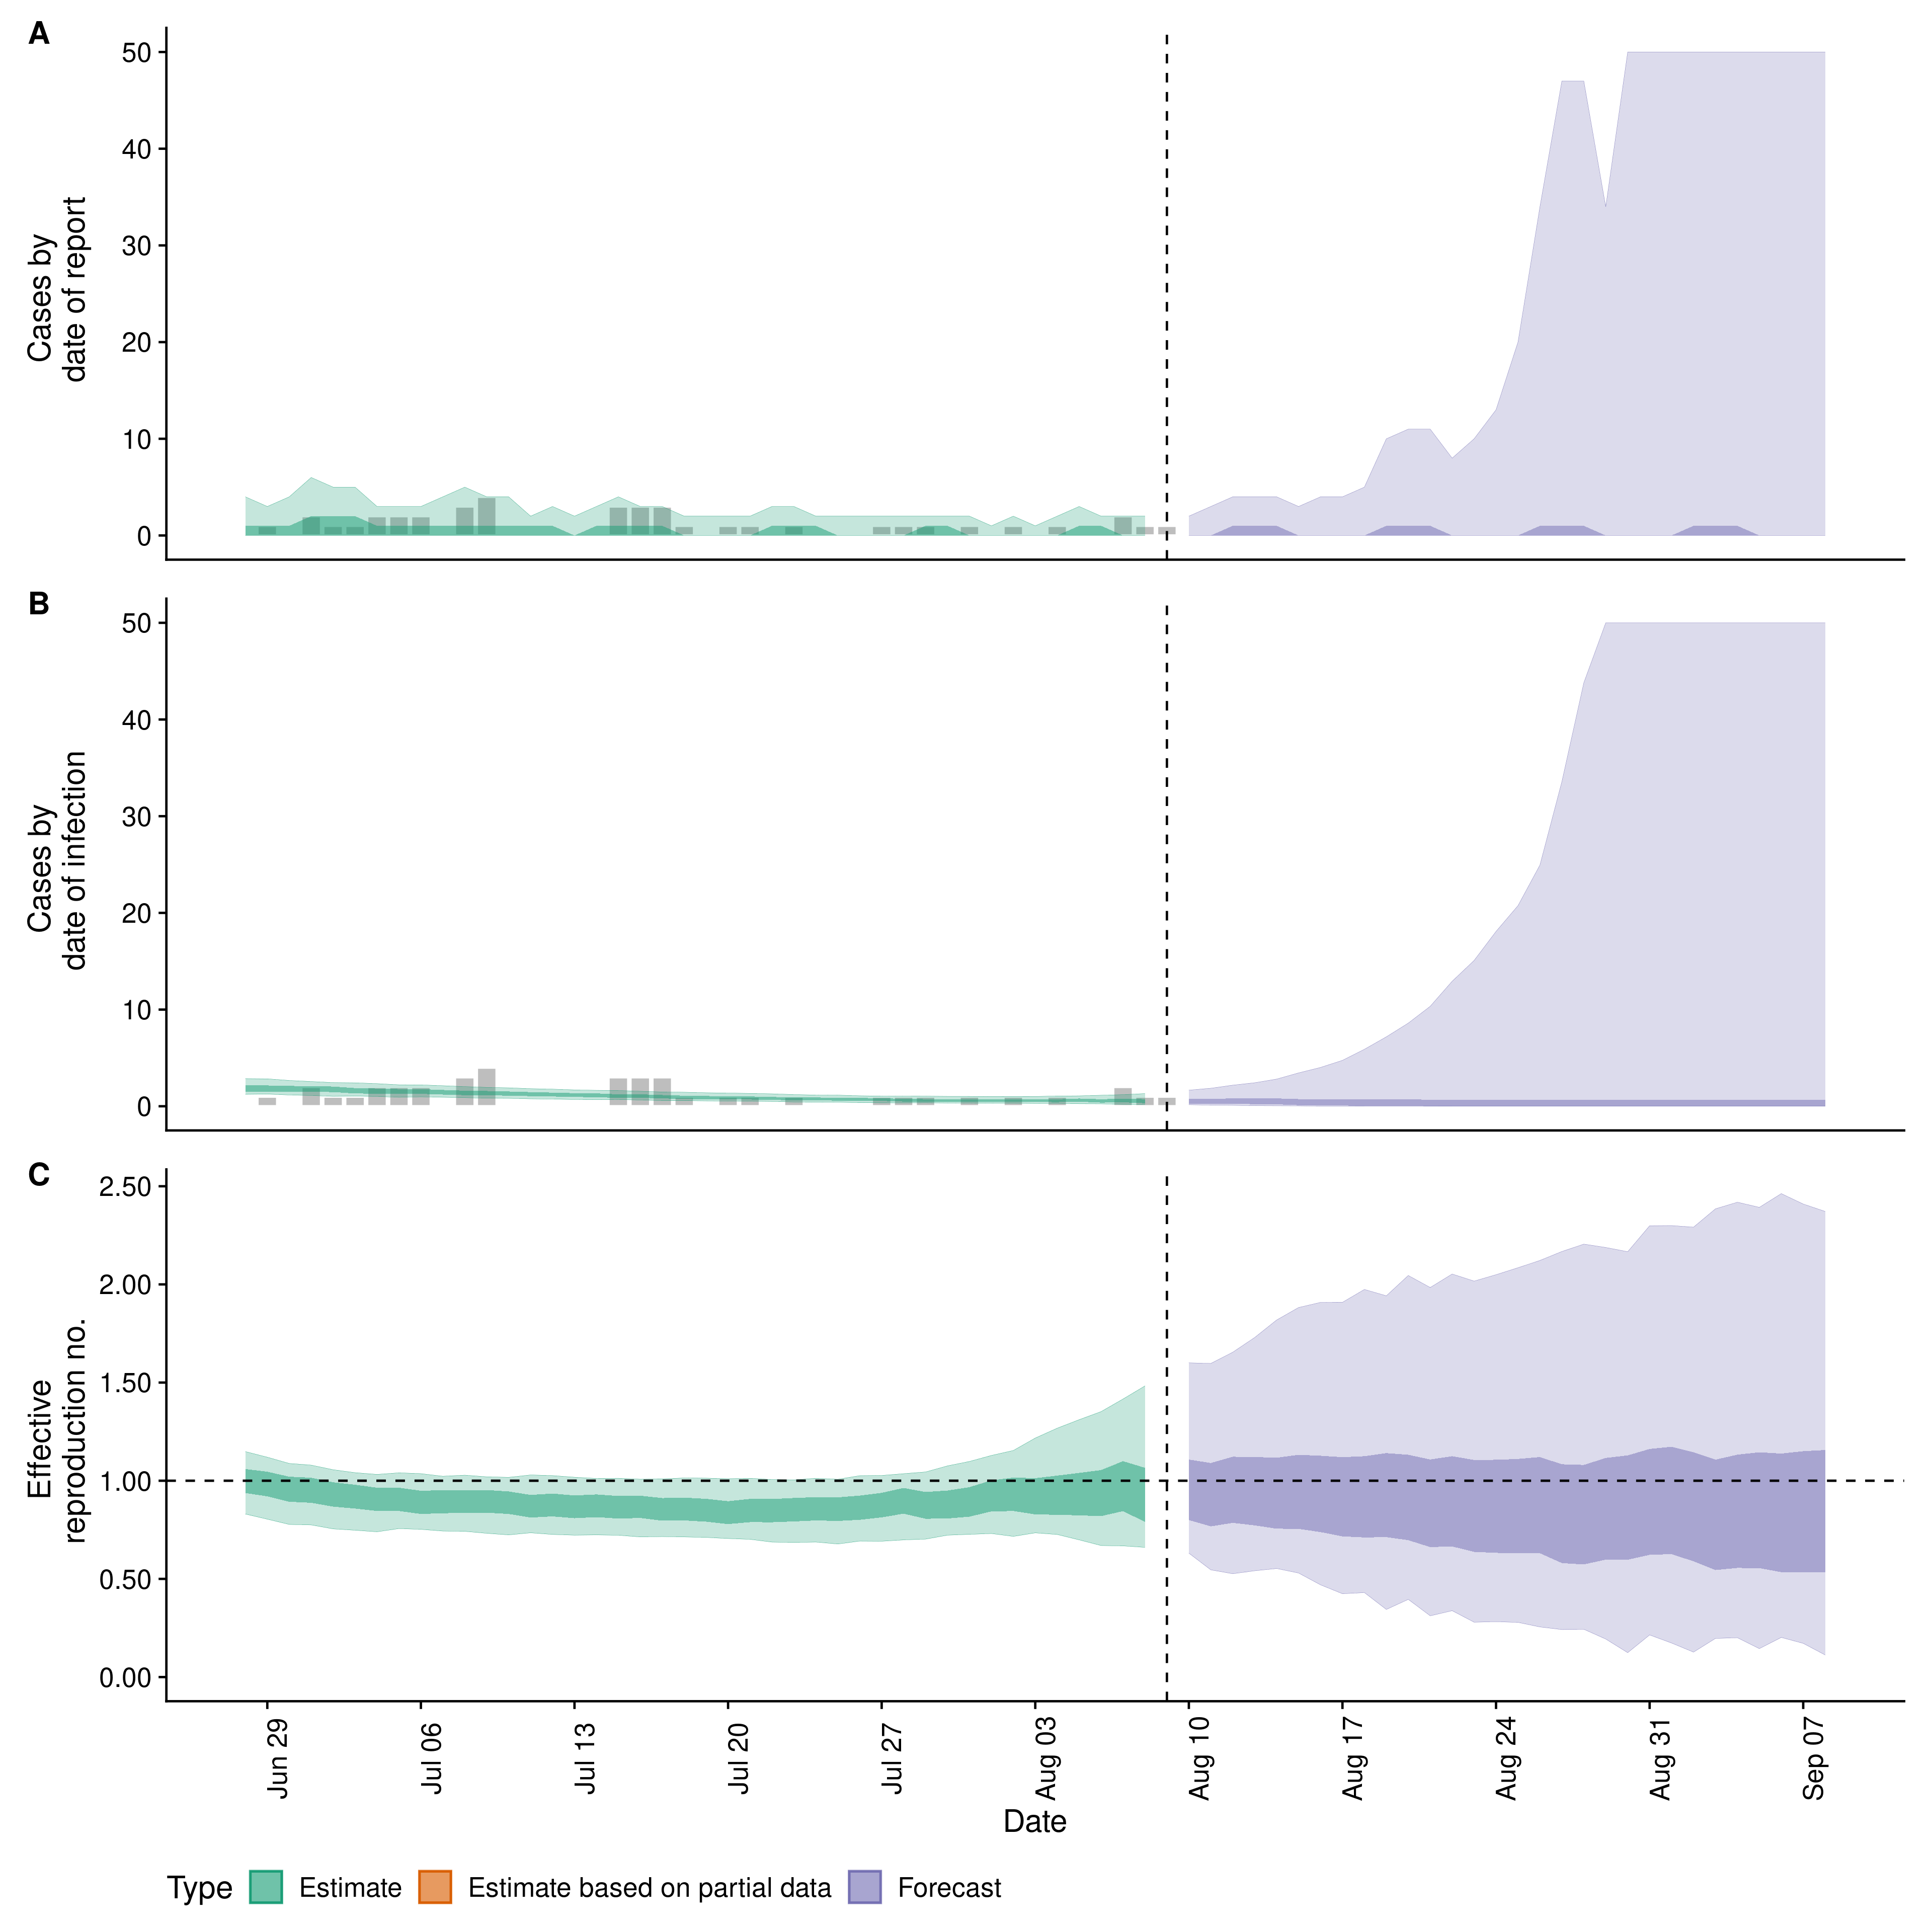 A
50
40
30
20
10
0
Cases by
date of report
B
50
40
30
20
10
0
Cases by
date of infection
C
2.50
2.00
1.50
1.00
0.50
0.00
Effective
reproduction no.
Jun 29
Jul 06
Jul 13
Jul 20
Jul 27
Aug 03
Aug 10
Aug 17
Aug 24
Aug 31
Sep 07
Date
Type Estimate Estimate based on partial data Forecast